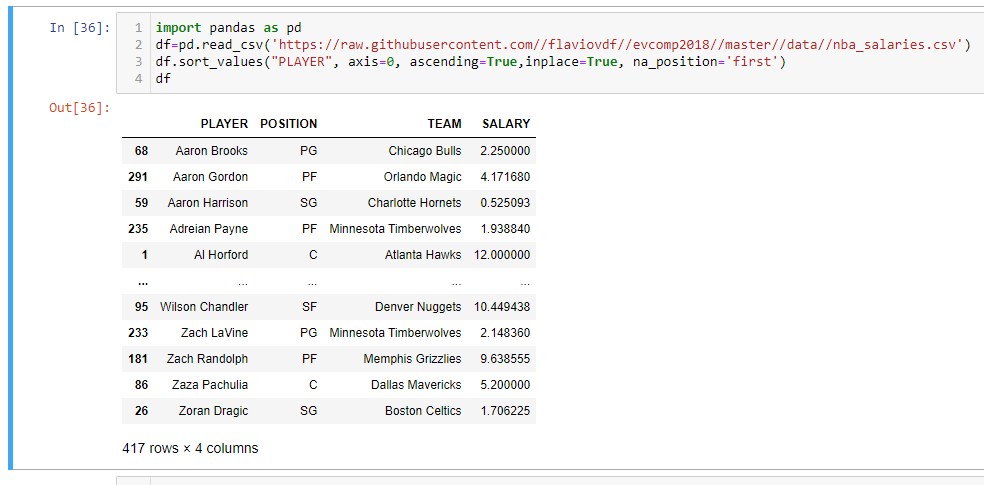 In [36]:
1 import pandas as pd
2 df=pd.read_csv('https://raw.githubusercontent.com//flaviovdf//evcomp2018//master//data//nba_salaries.csv')
3 df.sort_values("PLAYER", axis=0, ascending=True,inplace=True, na_position='first')
4 df
Out[36]:
PLAYER POSITION TEAM SALARY
68 Aaron Brooks PG Chicago Bulls 2.250000
291 Aaron Gordon PF Orlando Magic 4.171680
59 Aaron Harrison SG Charlotte Hornets 0.525093
235 Adreian Payne PF Minnesota Timberwolves 1.938840
1 Al Horford C Atlanta Hawks 12.000000
... ... ... ... ...
95 Wilson Chandler SF Denver Nuggets 10.449438
233 Zach LaVine PG Minnesota Timberwolves 2.148360
181 Zach Randolph PF Memphis Grizzlies 9.638555
86 Zaza Pachulia C Dallas Mavericks 5.200000
26 Zoran Dragic SG Boston Celtics 1.706225
417 rows × 4 columns